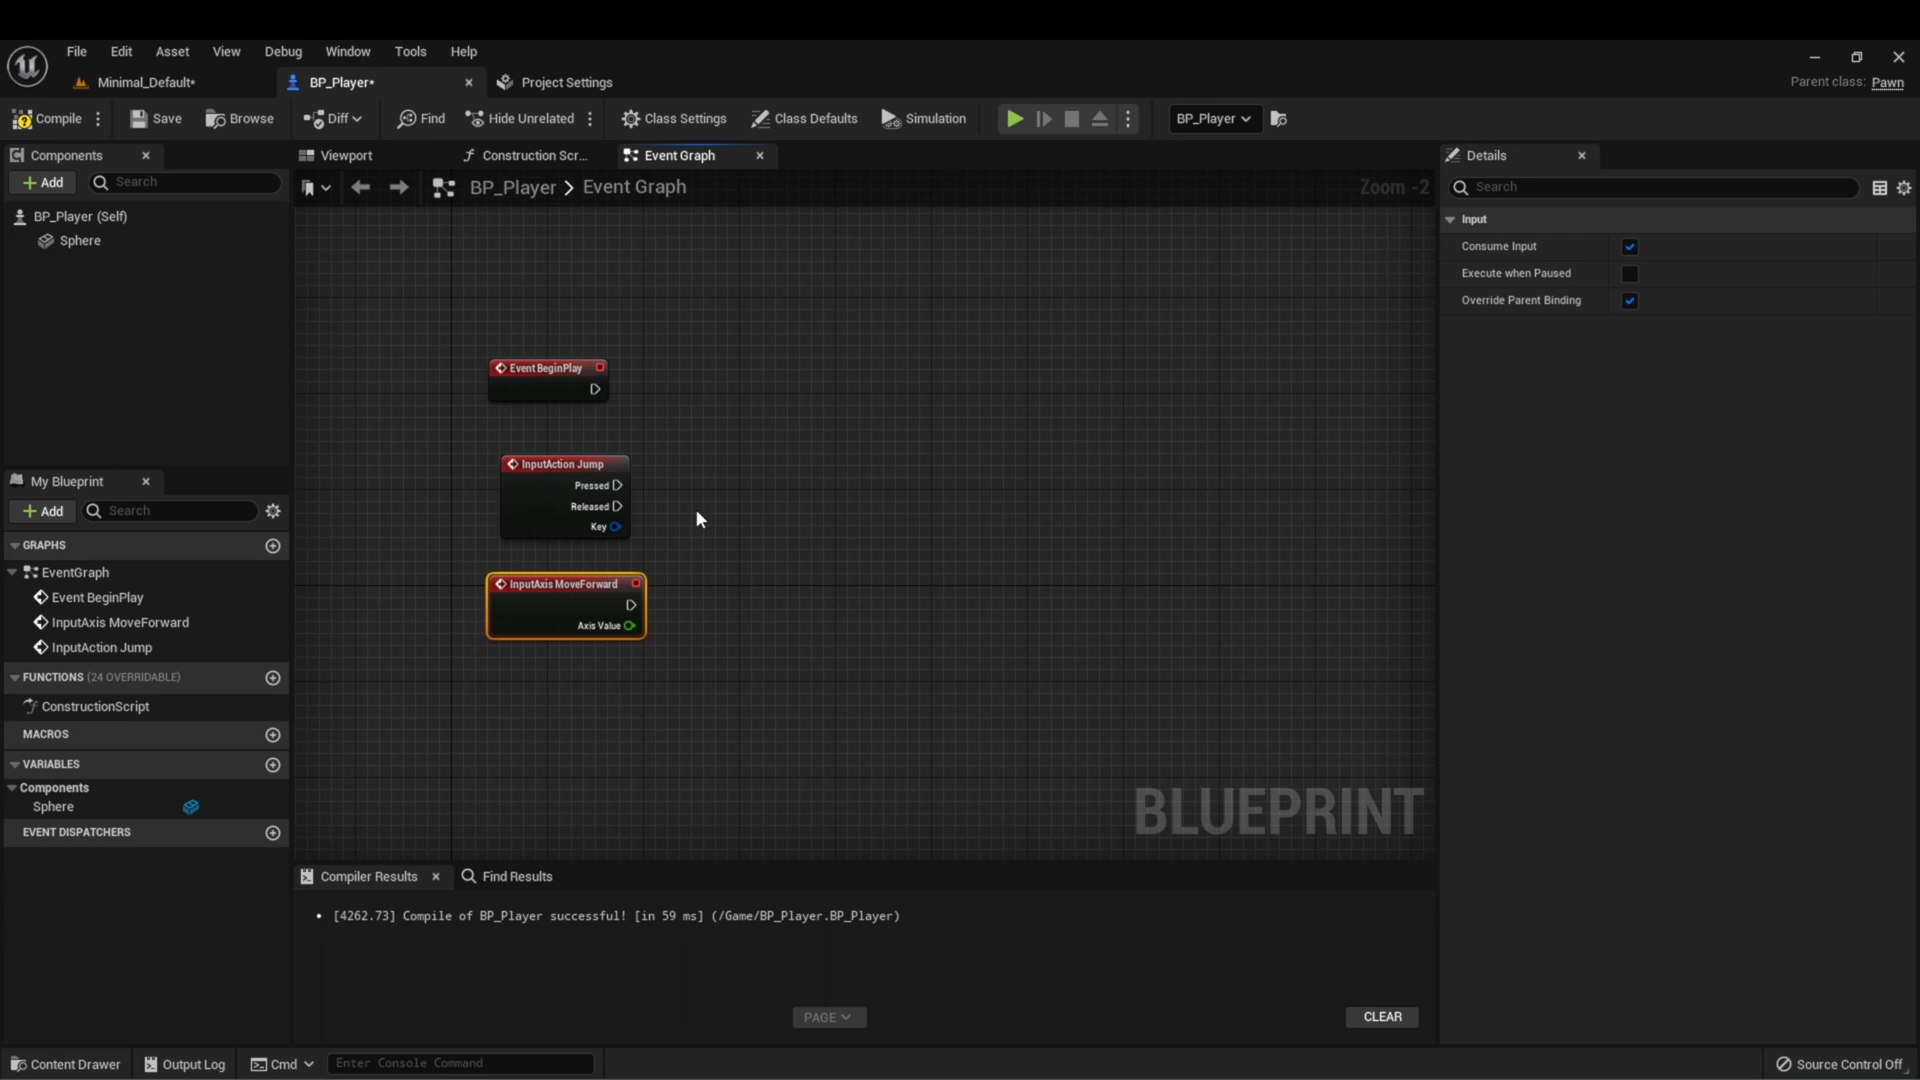 File Edit Asset View Debug Window Tools Help
Minimal_Default* BP_Player* Project Settings Parent class: Pawn
Compile Save Browse Diff Find Hide Unrelated Class Settings Class Defaults Simulation BP_Player
Components Viewport Construction Scr... Event Graph Details
Add Search BP_Player > Event Graph Zoom -2 Search
BP_Player (Self)
Sphere
Input
Consume Input
Execute when Paused
Override Parent Binding
Event BeginPlay
InputAction Jump
Pressed
Released
Key
InputAxis MoveForward
Axis Value
My Blueprint
Add Search
GRAPHS
EventGraph
Event BeginPlay
InputAxis MoveForward
InputAction Jump
FUNCTIONS (24 OVERRIDABLE)
ConstructionScript
MACROS
VARIABLES
Components
Sphere
EVENT DISPATCHERS
BLUEPRINT
Compiler Results Find Results
[4262.73] Compile of BP_Player successful! [in 59 ms] (/Game/BP_Player.BP_Player)
PAGE CLEAR
Content Drawer Output Log Cmd Enter Console Command Source Control Off